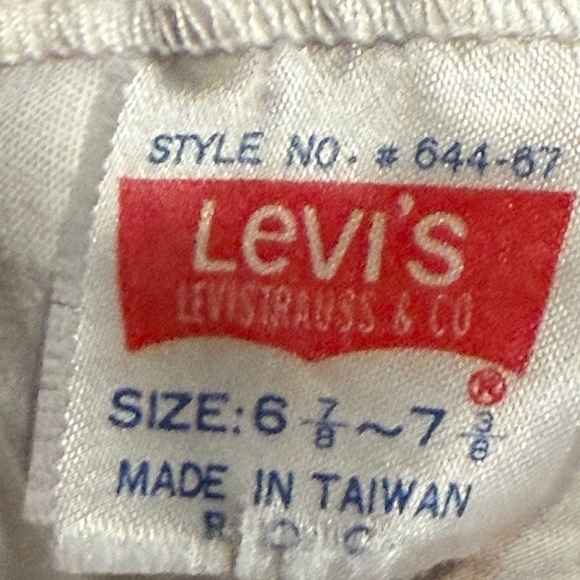 STYLE NO. # 644-67
Levi's
LEVI STRAUSS & CO
®
SIZE: 6 7/8 ~ 7 3/8
MADE IN TAIWAN
R O C